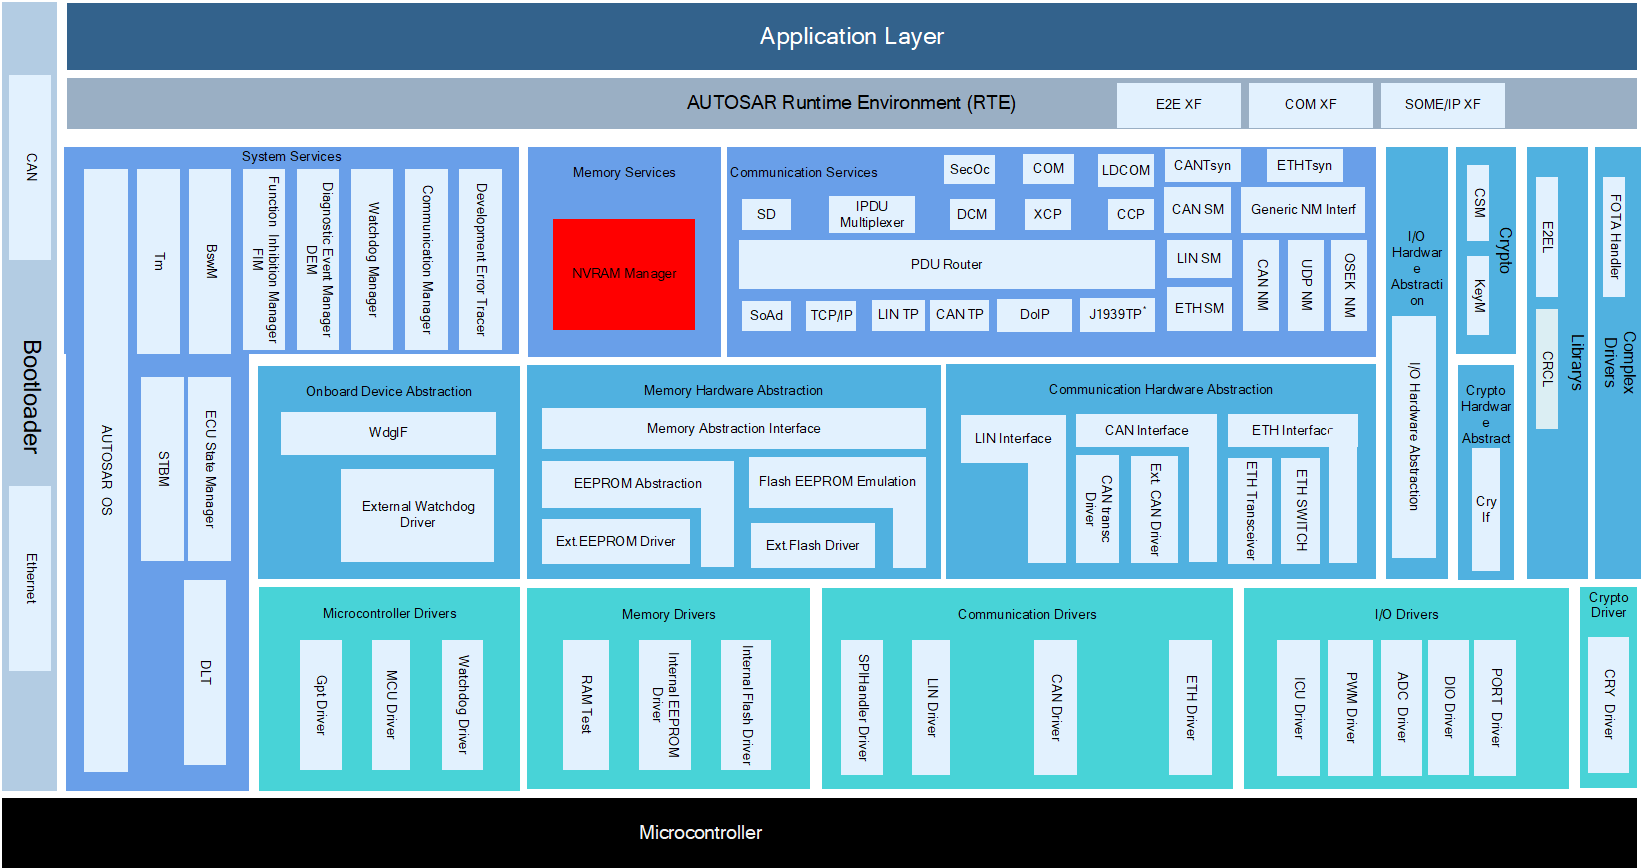 Application Layer
AUTOSAR Runtime Environment (RTE)
E2E XF
COM XF
SOME/IP XF
Bootloader
CAN
Ethernet
System Services
AUTOSAR OS
Tm
BswM
Function Inhibition Manager
FIM
Diagnostic Event Manager
DEM
Watchdog Manager
Communication Manager
Development Error Tracer
STBM
ECU State Manager
DLT
Memory Services
NVRAM Manager
Communication Services
SecOc
COM
LDCOM
CANTsyn
ETHTsyn
SD
IPDU
Multiplexer
DCM
XCP
CCP
CAN SM
Generic NM Interf
PDU Router
LIN SM
CAN NM
UDP NM
OSEK NM
SoAd
TCP/IP
LIN TP
CAN TP
DoIP
J1939TP*
ETH SM
I/O
Hardwar
e
Abstracti
on
I/O Hardware Abstraction
Crypto
CSM
KeyM
Crypto
Hardwar
e
Abstract
Cry
If
Librarys
E2EL
CRCL
Complex
Drivers
FOTA Handler
Onboard Device Abstraction
WdgIF
External Watchdog
Driver
Memory Hardware Abstraction
Memory Abstraction Interface
EEPROM Abstraction
Flash EEPROM Emulation
Ext.EEPROM Driver
Ext.Flash Driver
Communication Hardware Abstraction
LIN Interface
CAN Interface
ETH Interface
CAN transc
Driver
Ext. CAN Driver
ETH Transceiver
ETH SWITCH
Microcontroller Drivers
Gpt Driver
MCU Driver
Watchdog Driver
Memory Drivers
RAM Test
Internal EEPROM
Driver
Internal Flash Driver
Communication Drivers
SPIHandler Driver
LIN Driver
CAN Driver
ETH Driver
I/O Drivers
ICU Driver
PWM Driver
ADC Driver
DIO Driver
PORT Driver
Crypto
Driver
CRY Driver
Microcontroller